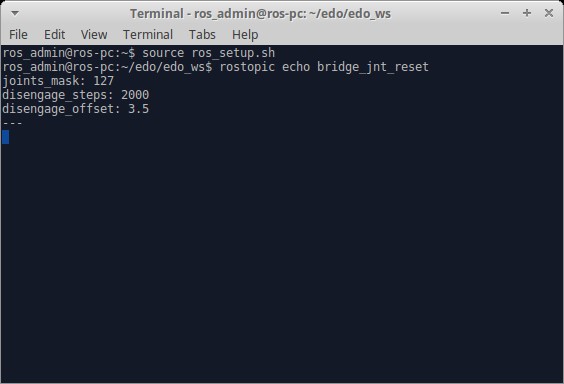 Terminal - ros_admin@ros-pc: ~/edo/edo_ws
File Edit View Terminal Tabs Help
ros_admin@ros-pc:~$ source ros_setup.sh
ros_admin@ros-pc:~/edo/edo_ws$ rostopic echo bridge_jnt_reset
joints_mask: 127
disengage_steps: 2000
disengage_offset: 3.5
---